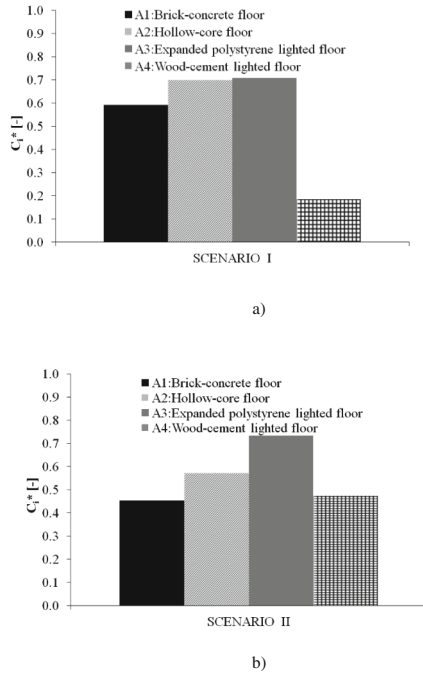 1.0
0.9
0.8
0.7
0.6
0.5
0.4
0.3
0.2
0.1
0.0
Ci* [-]
A1:Brick-concrete floor
A2:Hollow-core floor
A3:Expanded polystyrene lighted floor
A4:Wood-cement lighted floor
SCENARIO I
a)
1.0
0.9
0.8
0.7
0.6
0.5
0.4
0.3
0.2
0.1
0.0
Ci* [-]
A1:Brick-concrete floor
A2:Hollow-core floor
A3:Expanded polystyrene lighted floor
A4:Wood-cement lighted floor
SCENARIO II
b)